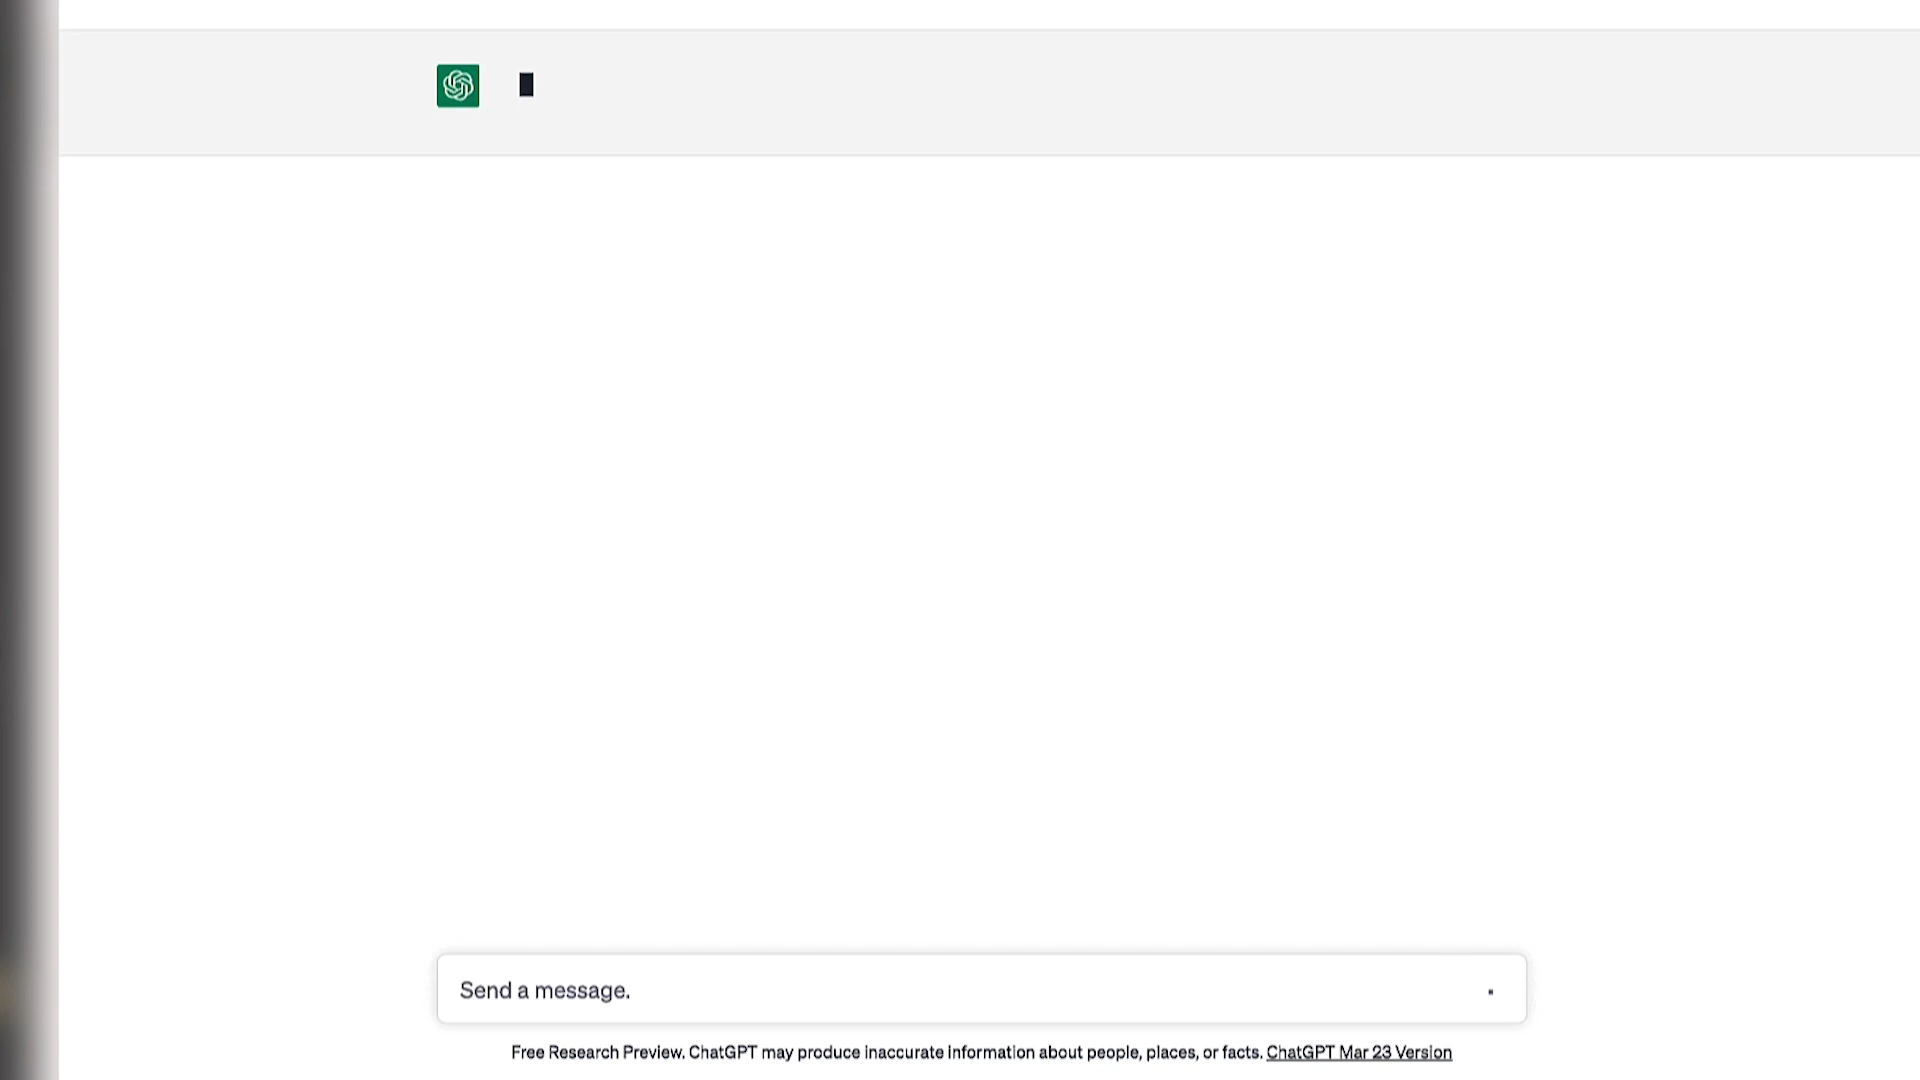 Send a message.
Free Research Preview. ChatGPT may produce inaccurate information about people, places, or facts. ChatGPT Mar 23 Version